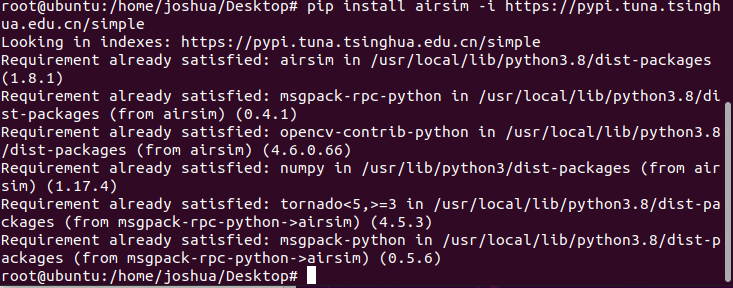 root@ubuntu:/home/joshua/Desktop# pip install airsim -i https://pypi.tuna.tsingh
ua.edu.cn/simple
Looking in indexes: https://pypi.tuna.tsinghua.edu.cn/simple
Requirement already satisfied: airsim in /usr/local/lib/python3.8/dist-packages
(1.8.1)
Requirement already satisfied: msgpack-rpc-python in /usr/local/lib/python3.8/di
st-packages (from airsim) (0.4.1)
Requirement already satisfied: opencv-contrib-python in /usr/local/lib/python3.8
/dist-packages (from airsim) (4.6.0.66)
Requirement already satisfied: numpy in /usr/lib/python3/dist-packages (from air
sim) (1.17.4)
Requirement already satisfied: tornado<5,>=3 in /usr/local/lib/python3.8/dist-pa
ckages (from msgpack-rpc-python->airsim) (4.5.3)
Requirement already satisfied: msgpack-python in /usr/local/lib/python3.8/dist-p
ackages (from msgpack-rpc-python->airsim) (0.5.6)
root@ubuntu:/home/joshua/Desktop#